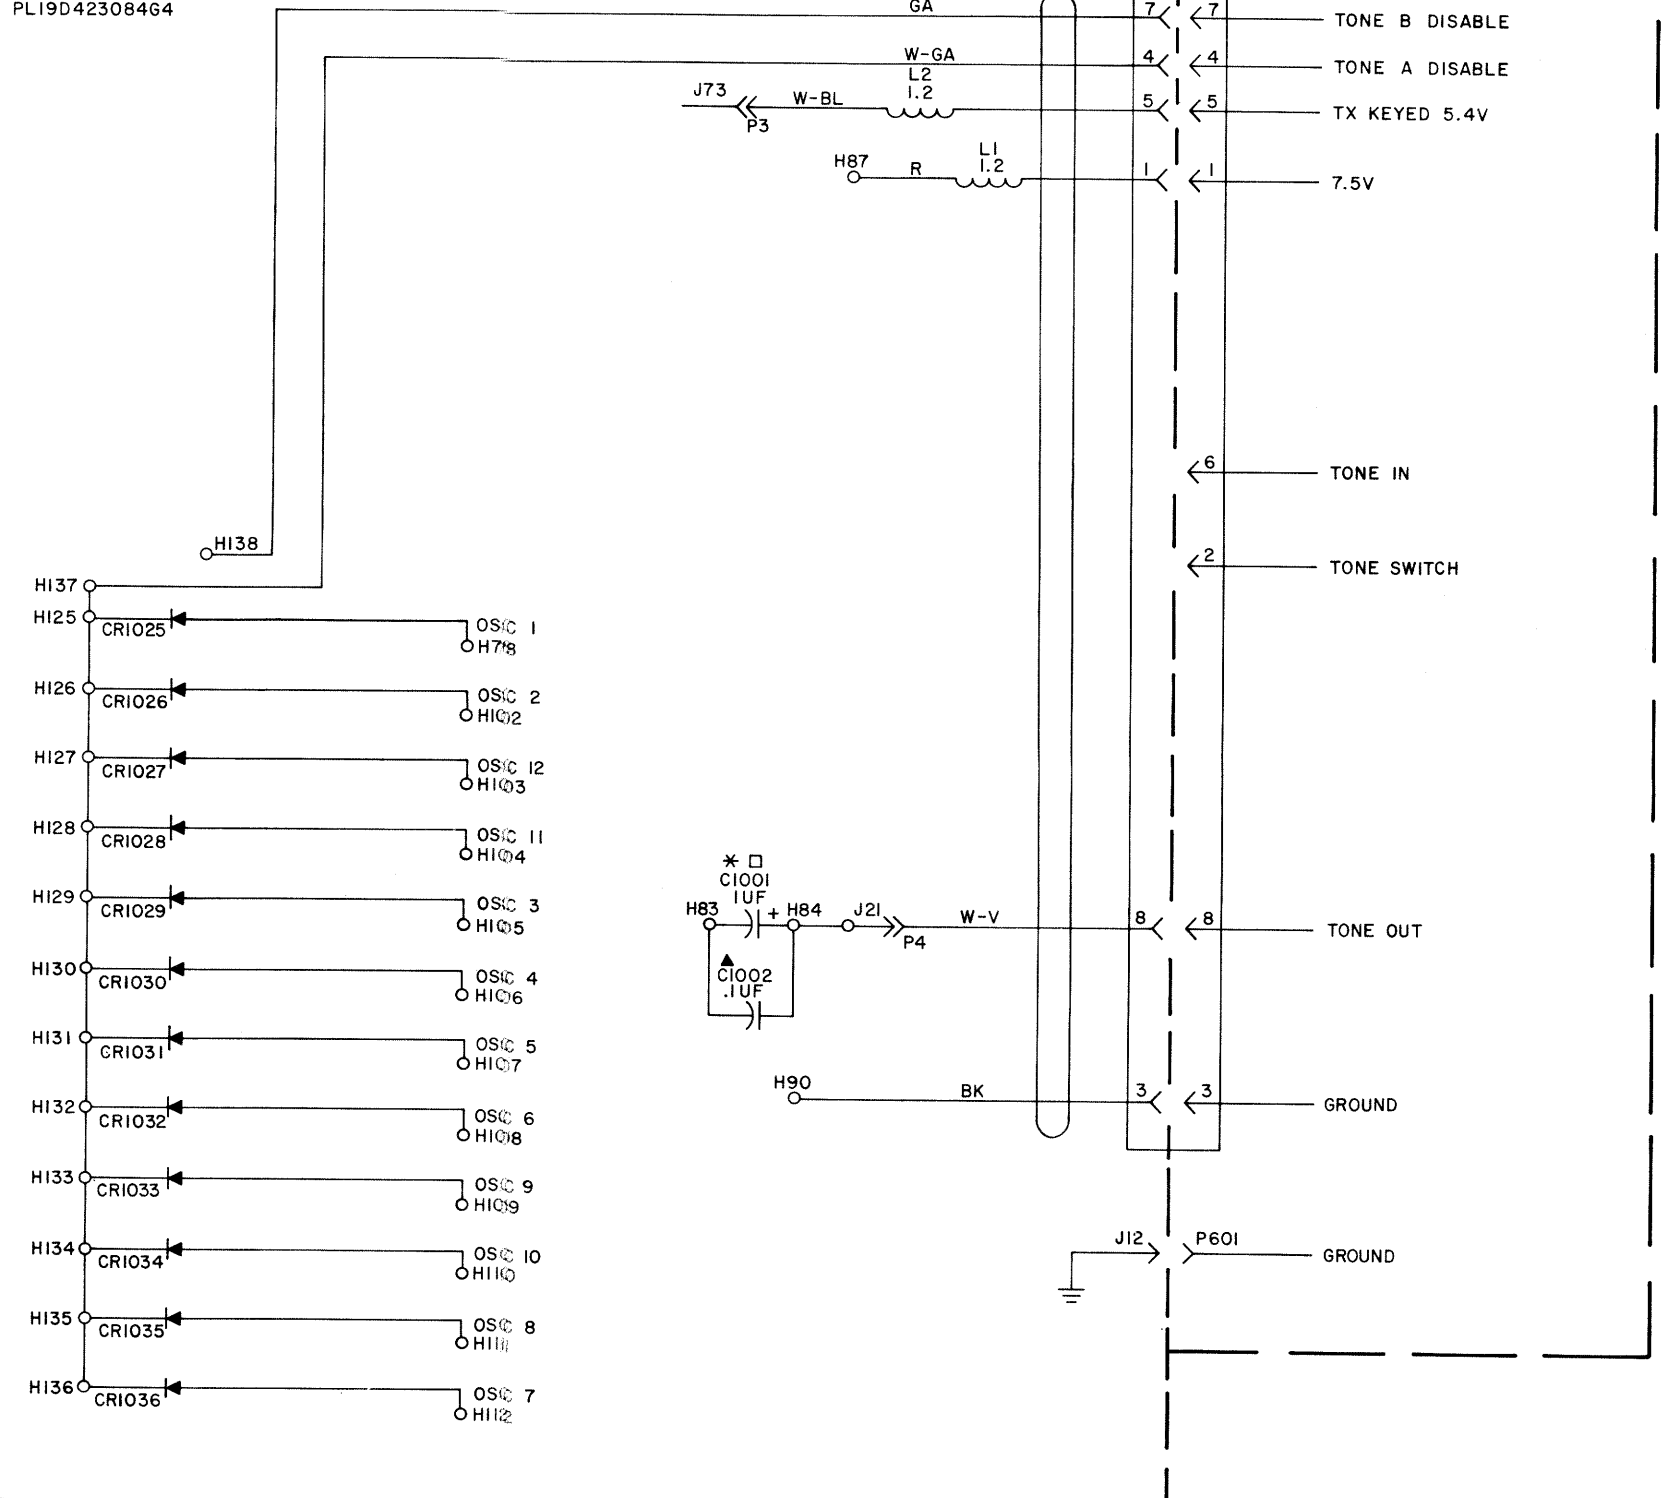 PL19D423084G4
GA
7
7
TONE B DISABLE
W-GA
4
4
TONE A DISABLE
J73
P3
W-BL
L2
1.2
5
5
TX KEYED 5.4V
H87
R
L1
1.2
1
1
7.5V
6
TONE IN
2
TONE SWITCH
H138
H137
H125
CR1025
OSC 1
H78
H126
CR1026
OSC 2
H102
H127
CR1027
OSC 12
H103
H128
CR1028
OSC 11
H104
H129
CR1029
OSC 3
H105
H130
CR1030
OSC 4
H106
H131
CR1031
OSC 5
H107
H132
CR1032
OSC 6
H108
H133
CR1033
OSC 9
H109
H134
CR1034
OSC 10
H110
H135
CR1035
OSC 8
H111
H136
CR1036
OSC 7
H112
C1001
1UF
H83
+
H84
J21
P4
W-V
8
8
TONE OUT
C1002
.1UF
H90
BK
3
3
GROUND
J12
P601
GROUND